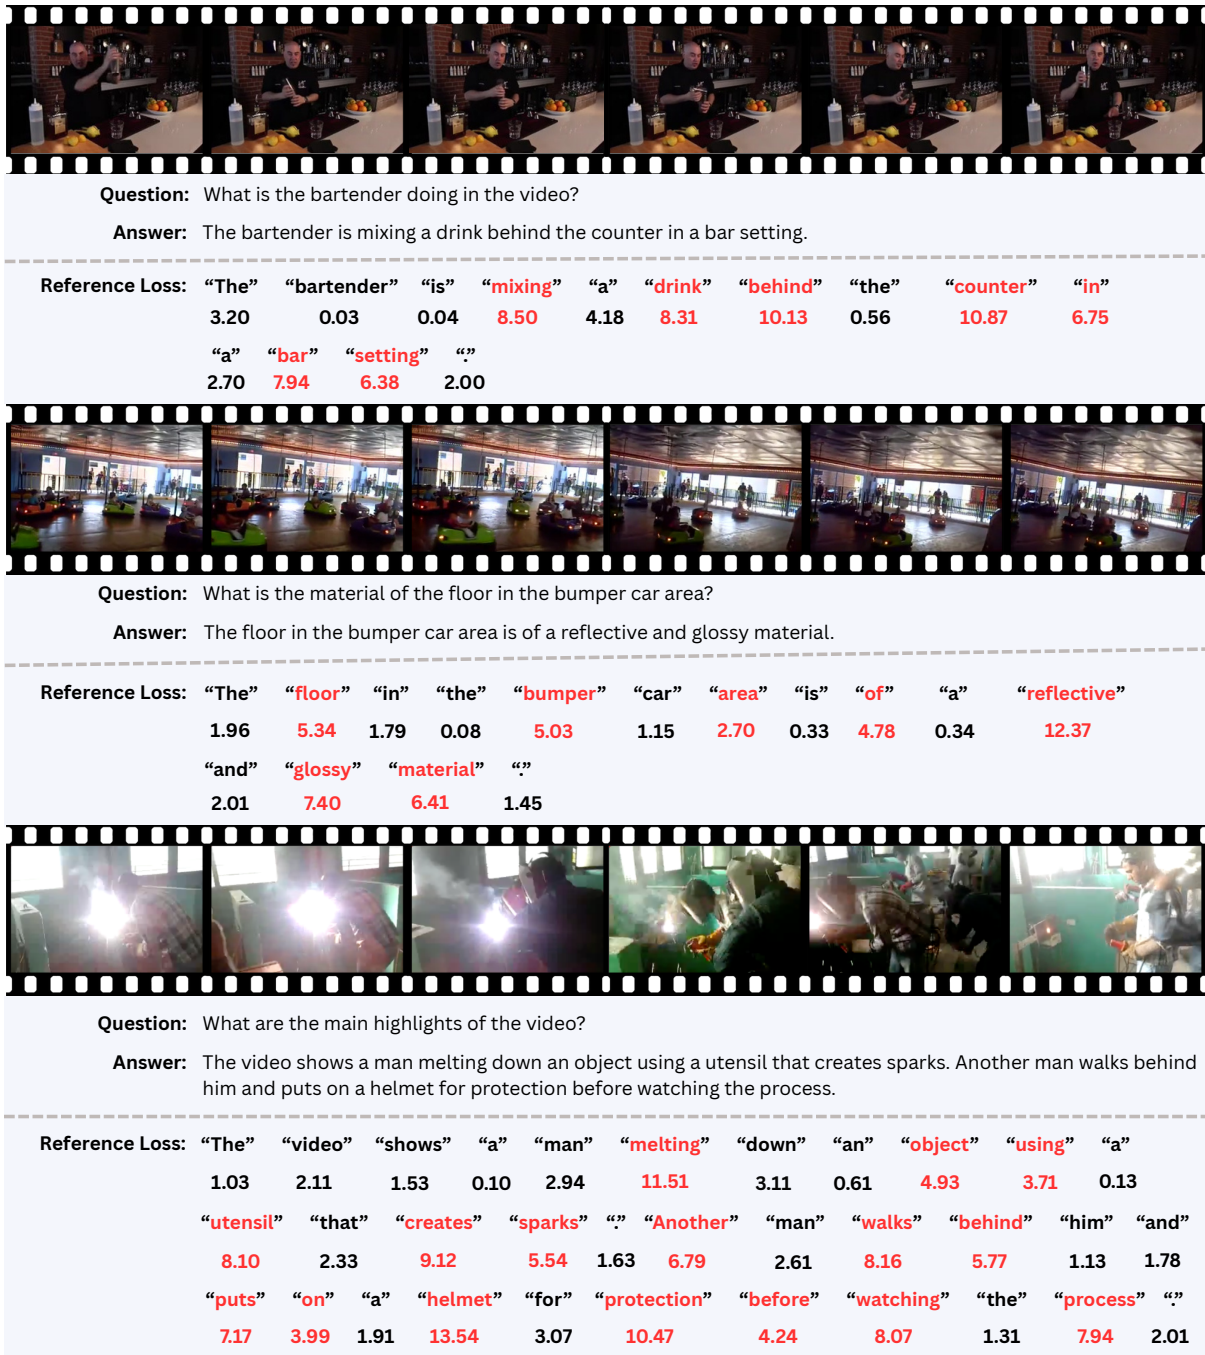 Question: What is the bartender doing in the video?
Answer: The bartender is mixing a drink behind the counter in a bar setting.
Reference Loss: “The” “bartender” “is” “mixing” “a” “drink” “behind” “the” “counter” “in”
3.20 0.03 0.04 8.50 4.18 8.31 10.13 0.56 10.87 6.75
“a” “bar” “setting” “.”
2.70 7.94 6.38 2.00
Question: What is the material of the floor in the bumper car area?
Answer: The floor in the bumper car area is of a reflective and glossy material.
Reference Loss: “The” “floor” “in” “the” “bumper” “car” “area” “is” “of” “a” “reflective”
1.96 5.34 1.79 0.08 5.03 1.15 2.70 0.33 4.78 0.34 12.37
“and” “glossy” “material” “.”
2.01 7.40 6.41 1.45
Question: What are the main highlights of the video?
Answer: The video shows a man melting down an object using a utensil that creates sparks. Another man walks behind
him and puts on a helmet for protection before watching the process.
Reference Loss: “The” “video” “shows” “a” “man” “melting” “down” “an” “object” “using” “a”
1.03 2.11 1.53 0.10 2.94 11.51 3.11 0.61 4.93 3.71 0.13
“utensil” “that” “creates” “sparks” “.” “Another” “man” “walks” “behind” “him” “and”
8.10 2.33 9.12 5.54 1.63 6.79 2.61 8.16 5.77 1.13 1.78
“puts” “on” “a” “helmet” “for” “protection” “before” “watching” “the” “process” “.”
7.17 3.99 1.91 13.54 3.07 10.47 4.24 8.07 1.31 7.94 2.01